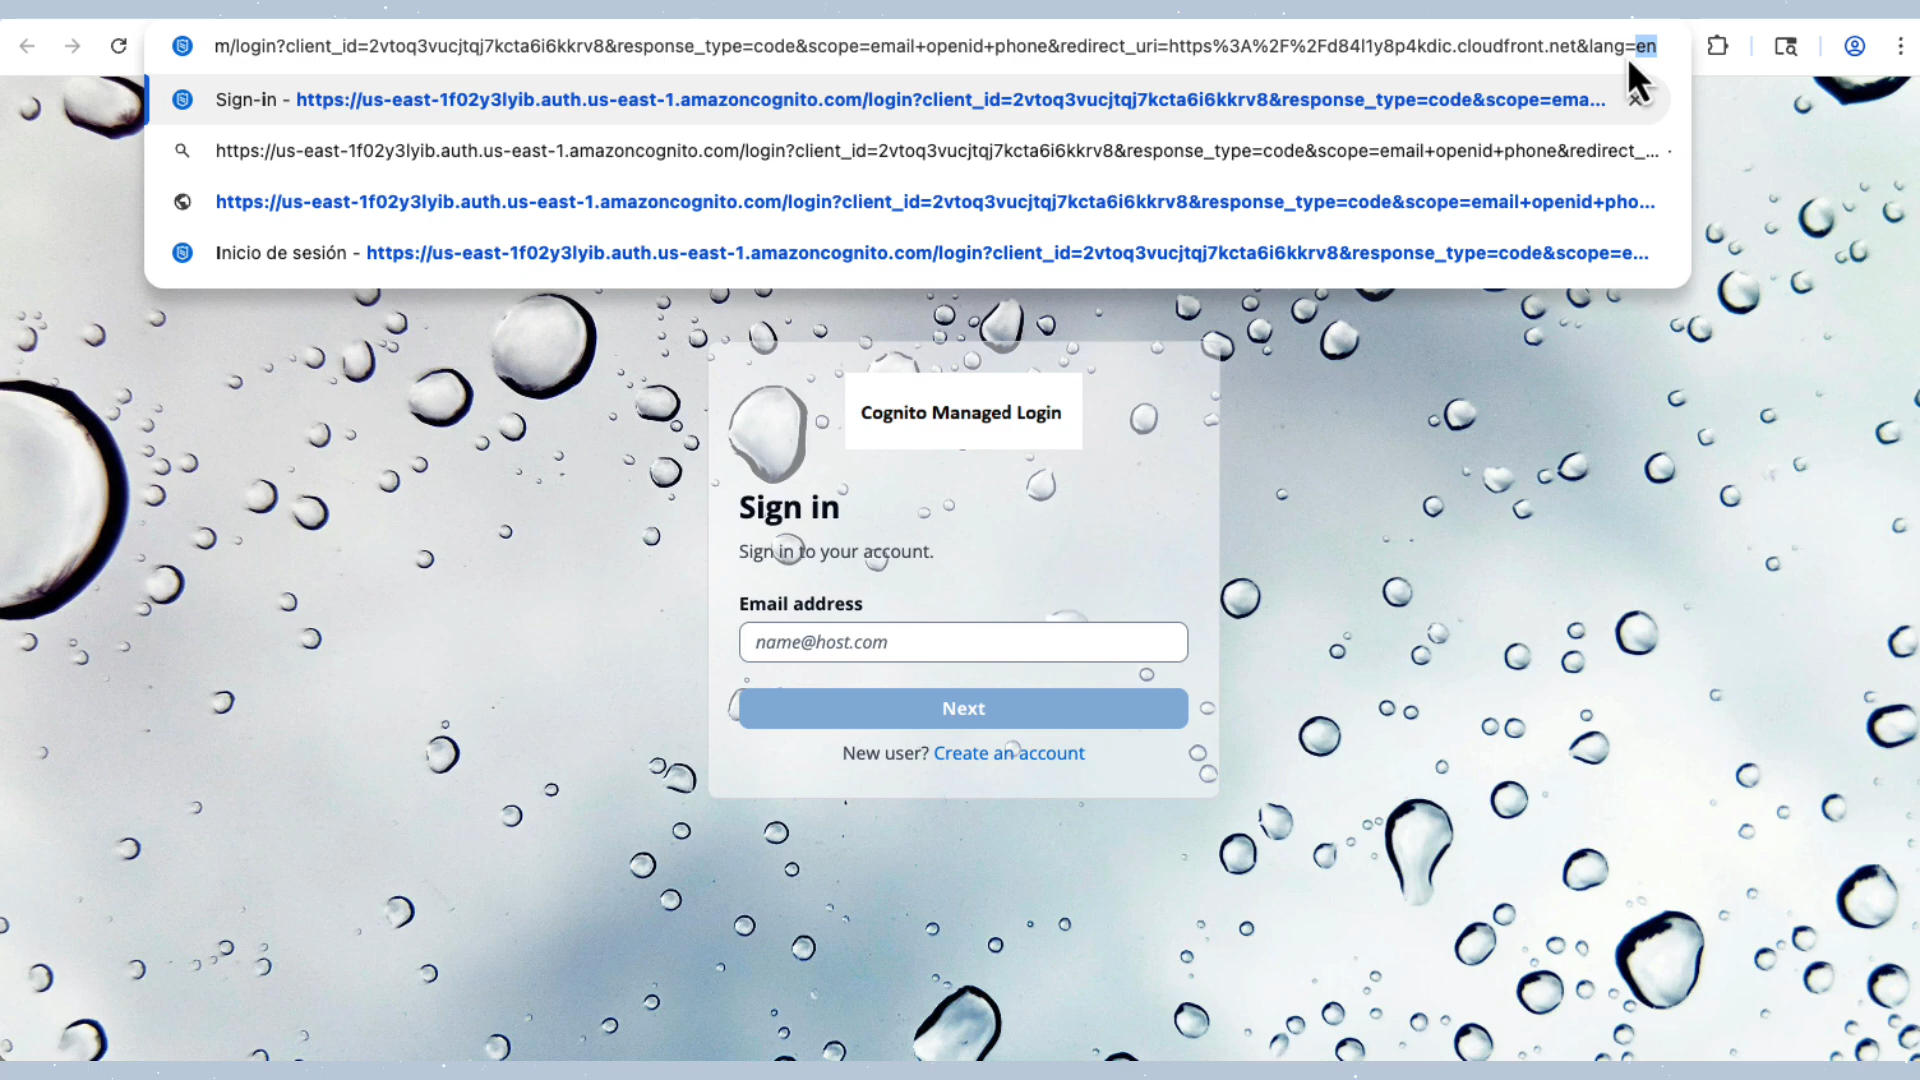 m/login?client_id=2vtoq3vucjtqj7kcta6i6kkrv8&response_type=code&scope=email+openid+phone&redirect_uri=https%3A%2F%2Fd84l1y8p4kdic.cloudfront.net&lang=en
Sign-in - https://us-east-1f02y3lyib.auth.us-east-1.amazoncognito.com/login?client_id=2vtoq3vucjtqj7kcta6i6kkrv8&response_type=code&scope=ema...
https://us-east-1f02y3lyib.auth.us-east-1.amazoncognito.com/login?client_id=2vtoq3vucjtqj7kcta6i6kkrv8&response_type=code&scope=email+openid+phone&redirect_...
https://us-east-1f02y3lyib.auth.us-east-1.amazoncognito.com/login?client_id=2vtoq3vucjtqj7kcta6i6kkrv8&response_type=code&scope=email+openid+pho...
Inicio de sesión - https://us-east-1f02y3lyib.auth.us-east-1.amazoncognito.com/login?client_id=2vtoq3vucjtqj7kcta6i6kkrv8&response_type=code&scope=e...
Cognito Managed Login
Sign in
Sign in to your account.
Email address
name@host.com
Next
New user? Create an account